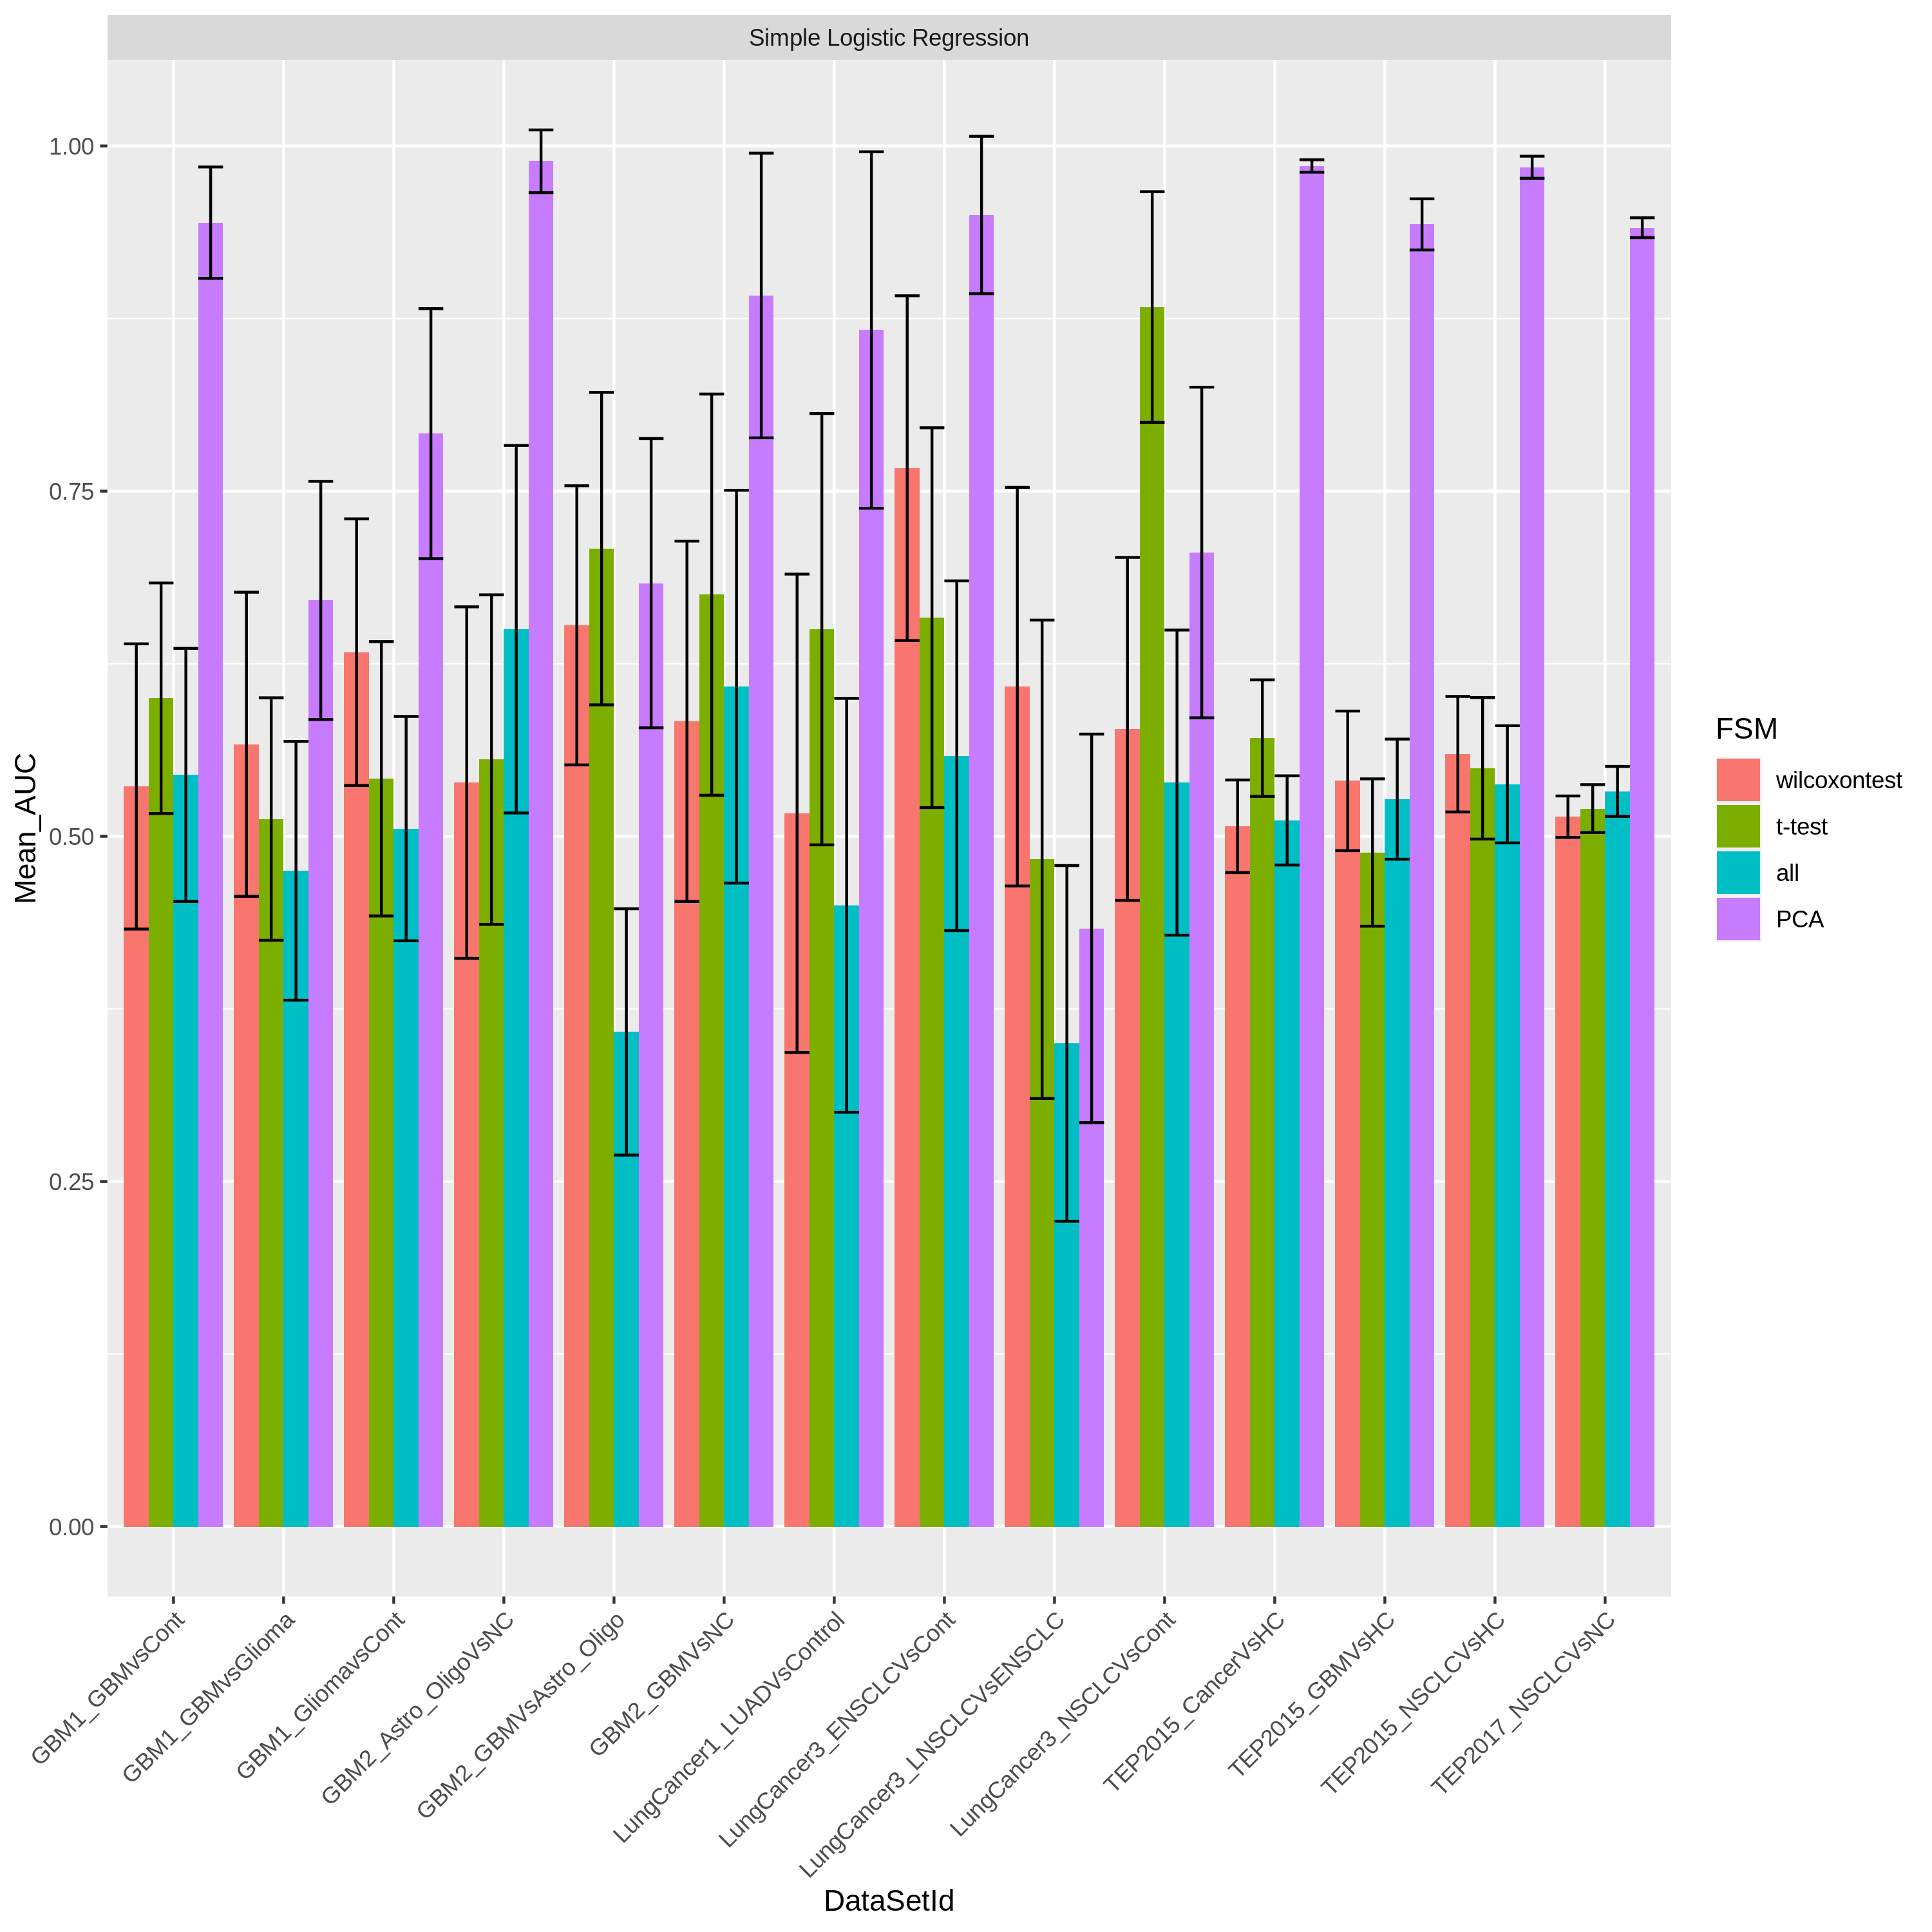 Simple Logistic Regression
1.00
0.75
0.50
0.25
0.00
Mean_AUC
GBM1_GBMvsCont
GBM1_GBMvsGlioma
GBM1_GliomavsCont
GBM2_Astro_OligoVsNC
GBM2_GBMVsAstro_Oligo
GBM2_GBMVsNC
LungCancer1_LUADVsControl
LungCancer3_ENSCLCVsCont
LungCancer3_LNSCLCVsENSCLC
LungCancer3_NSCLCVsCont
TEP2015_CancerVsHC
TEP2015_GBMVsHC
TEP2015_NSCLCVsHC
TEP2017_NSCLCVsNC
DataSetId
FSM
wilcoxontest
t-test
all
PCA